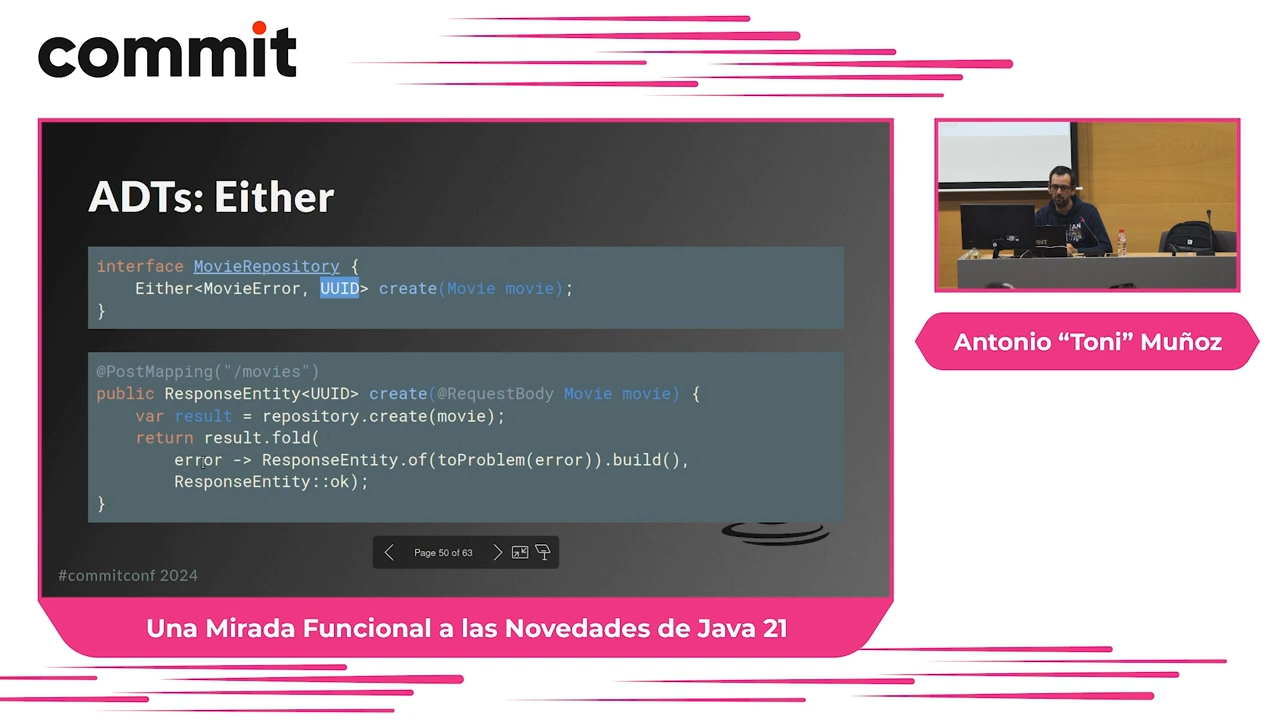 commit
ADTs: Either
interface MovieRepository {
    Either<MovieError, UUID> create(Movie movie);
}
@PostMapping("/movies")
public ResponseEntity<UUID> create(@RequestBody Movie movie) {
    var result = repository.create(movie);
    return result.fold(
        error -> ResponseEntity.of(toProblem(error)).build(),
        ResponseEntity::ok);
}
Page 50 of 63
#commitconf 2024
Antonio “Toni” Muñoz
Una Mirada Funcional a las Novedades de Java 21